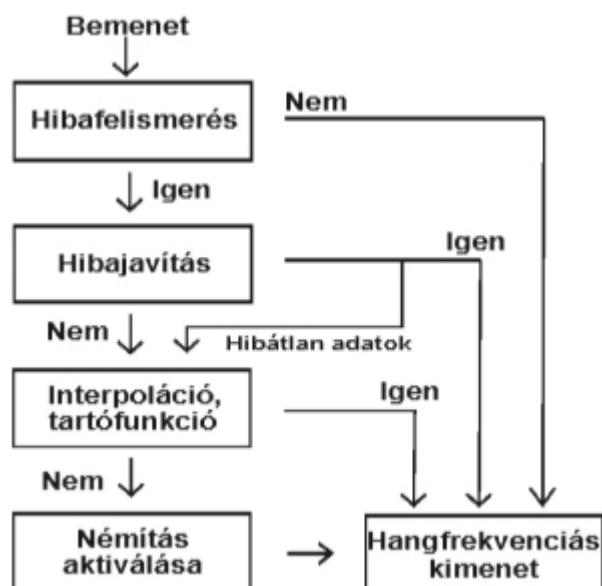 Bemenet
Hibafelismerés
Nem
Igen
Hibajavítás
Igen
Nem
Hibátlan adatok
Interpoláció,
tartófunkció
Igen
Nem
Némítás
aktiválása
Hangfrekvenciás
kimenet